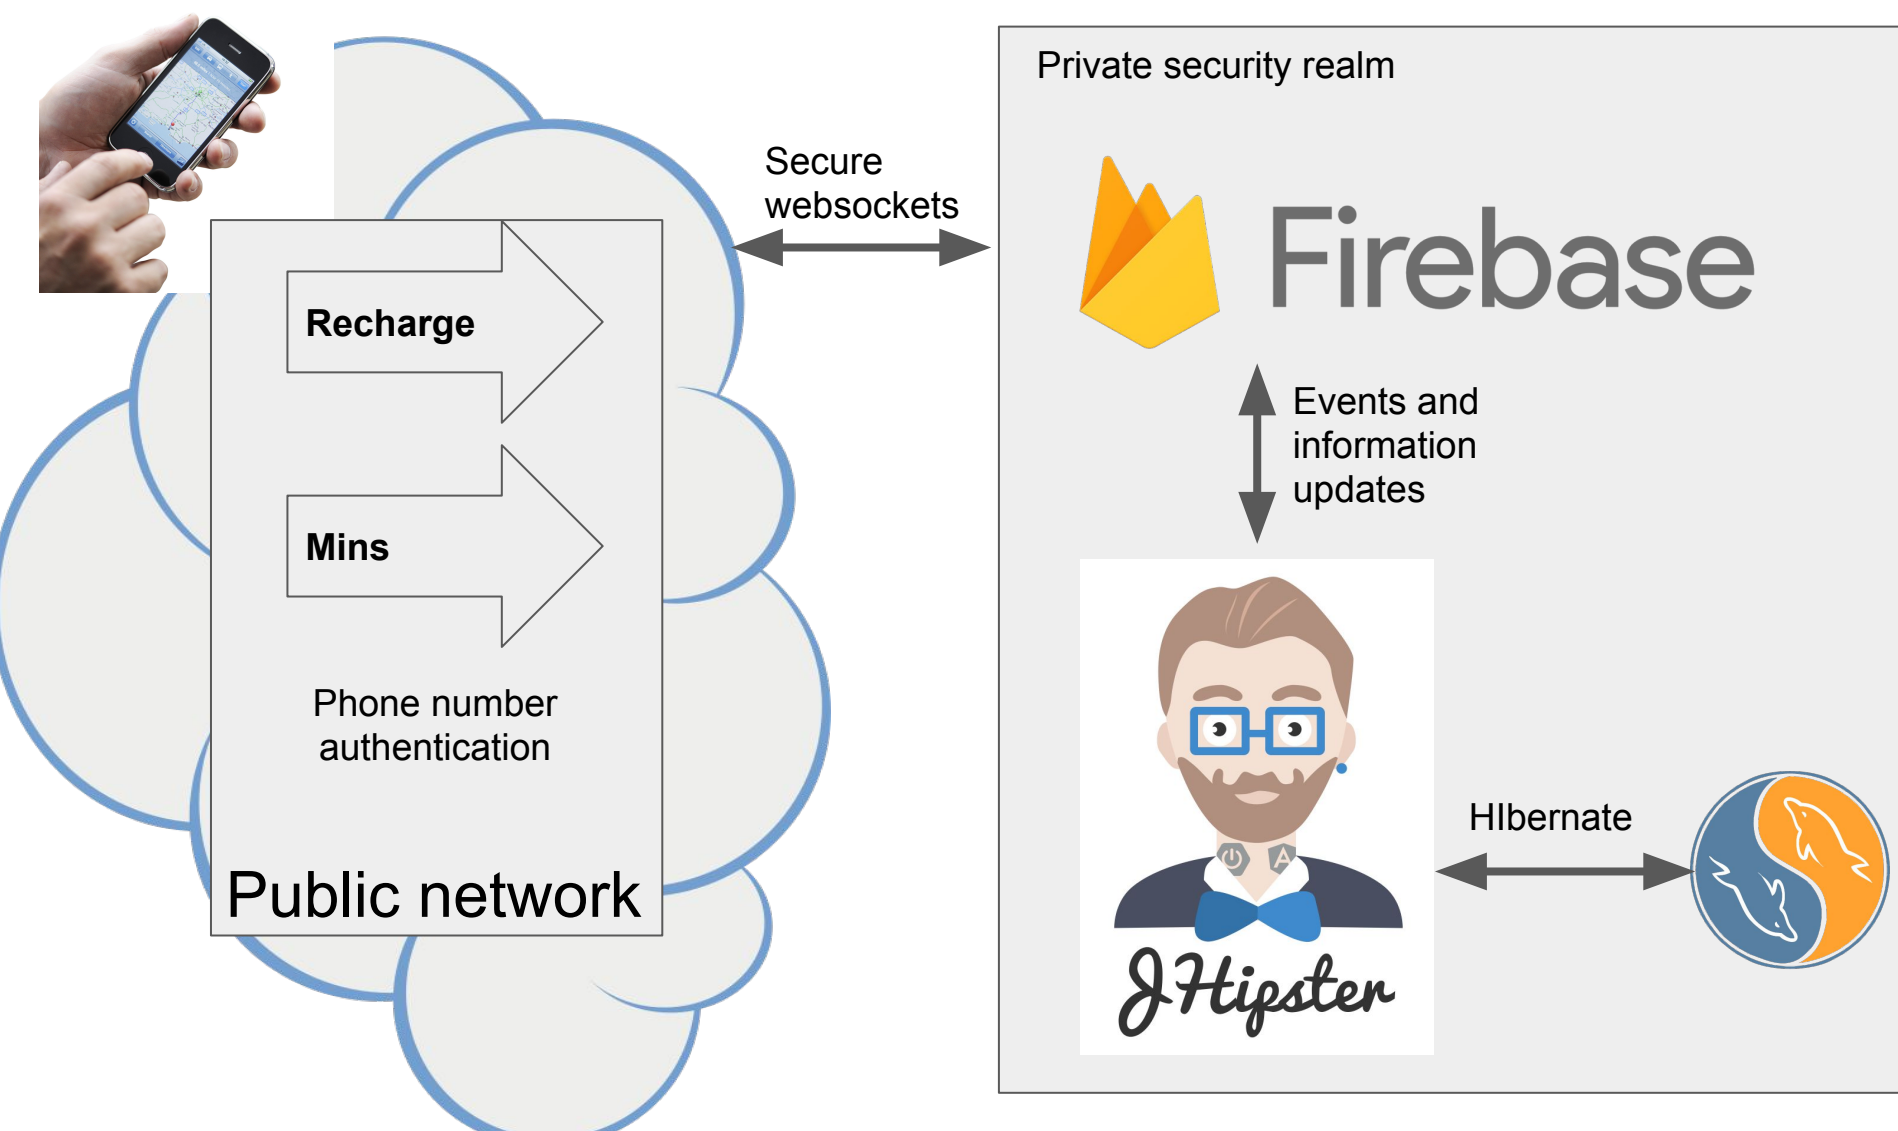 Private security realm
Secure
websockets
Firebase
Recharge
Events and
information
updates
Mins
Phone number
authentication
HIbernate
Public network
JHipster